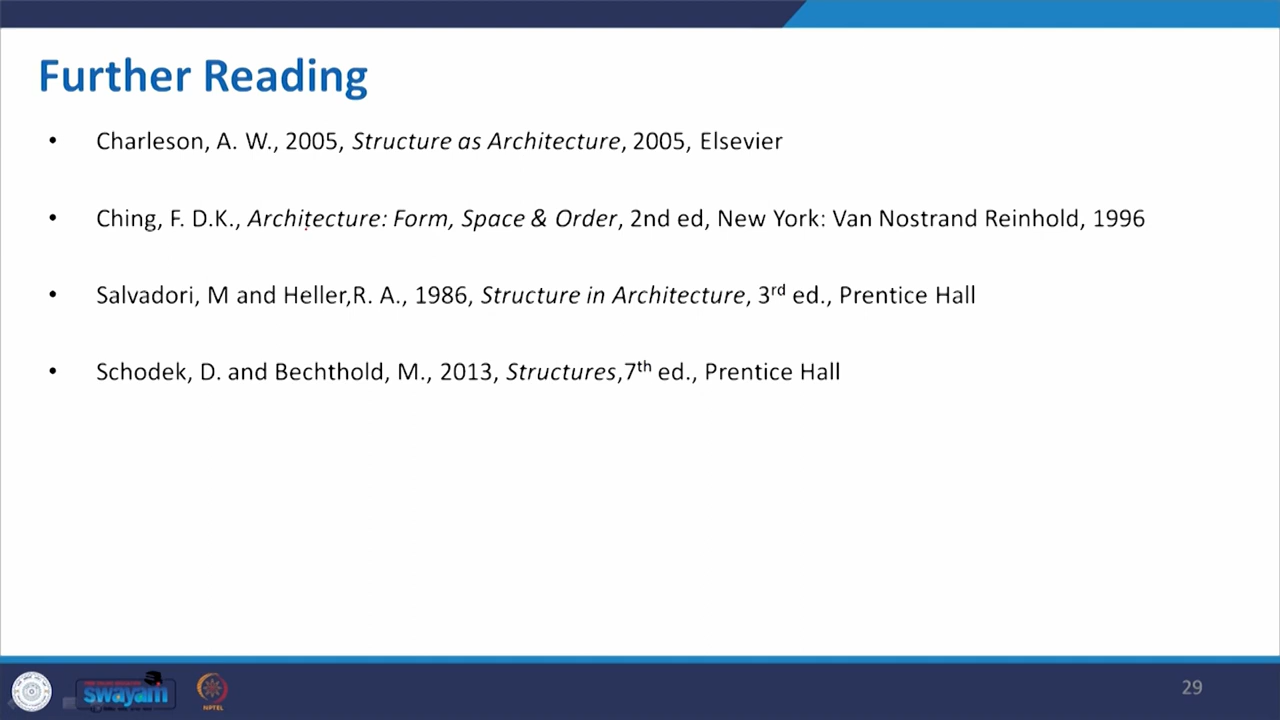 Further Reading
• Charleson, A. W., 2005, Structure as Architecture, 2005, Elsevier
• Ching, F. D.K., Architecture: Form, Space & Order, 2nd ed, New York: Van Nostrand Reinhold, 1996
• Salvadori, M and Heller,R. A., 1986, Structure in Architecture, 3rd ed., Prentice Hall
• Schodek, D. and Bechthold, M., 2013, Structures,7th ed., Prentice Hall
swayam
NPTEL
29